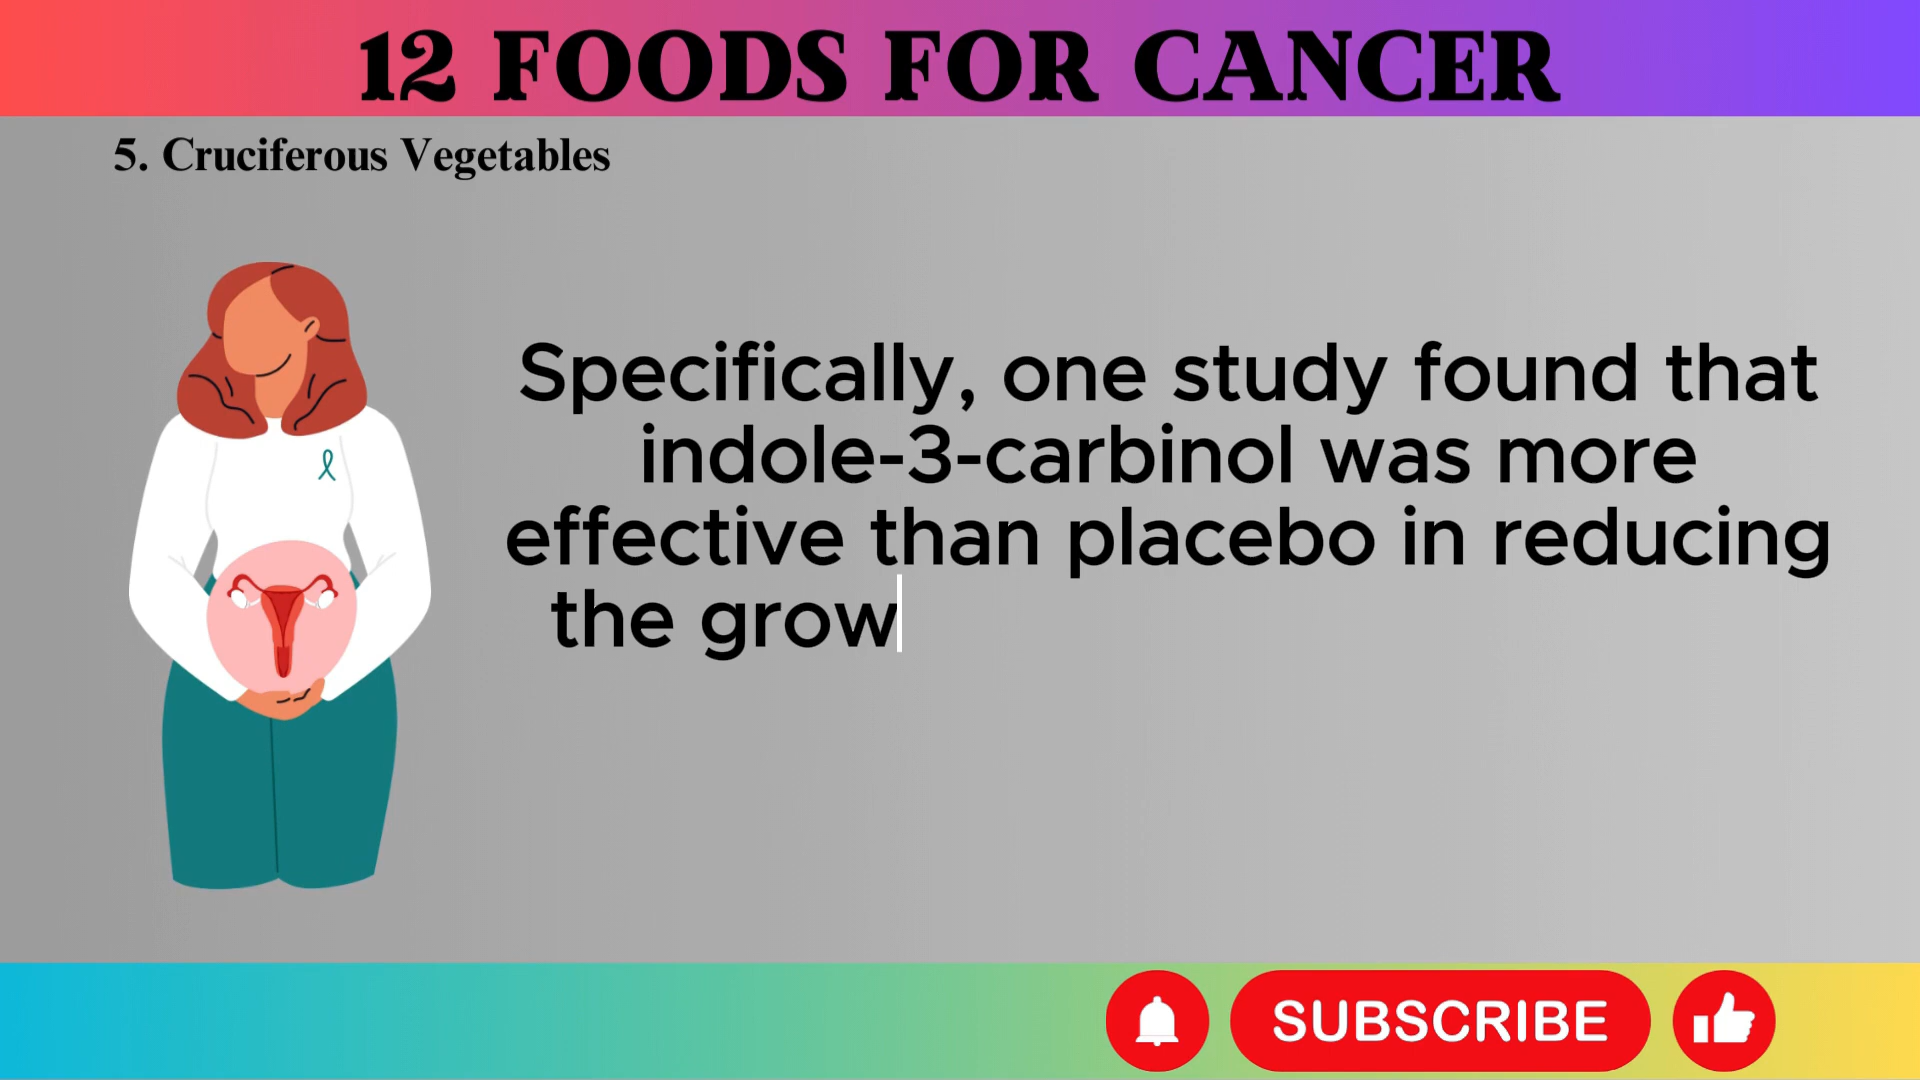 12 FOODS FOR CANCER
5. Cruciferous Vegetables
Specifically, one study found that
indole-3-carbinol was more
effective than placebo in reducing
the grow
SUBSCRIBE